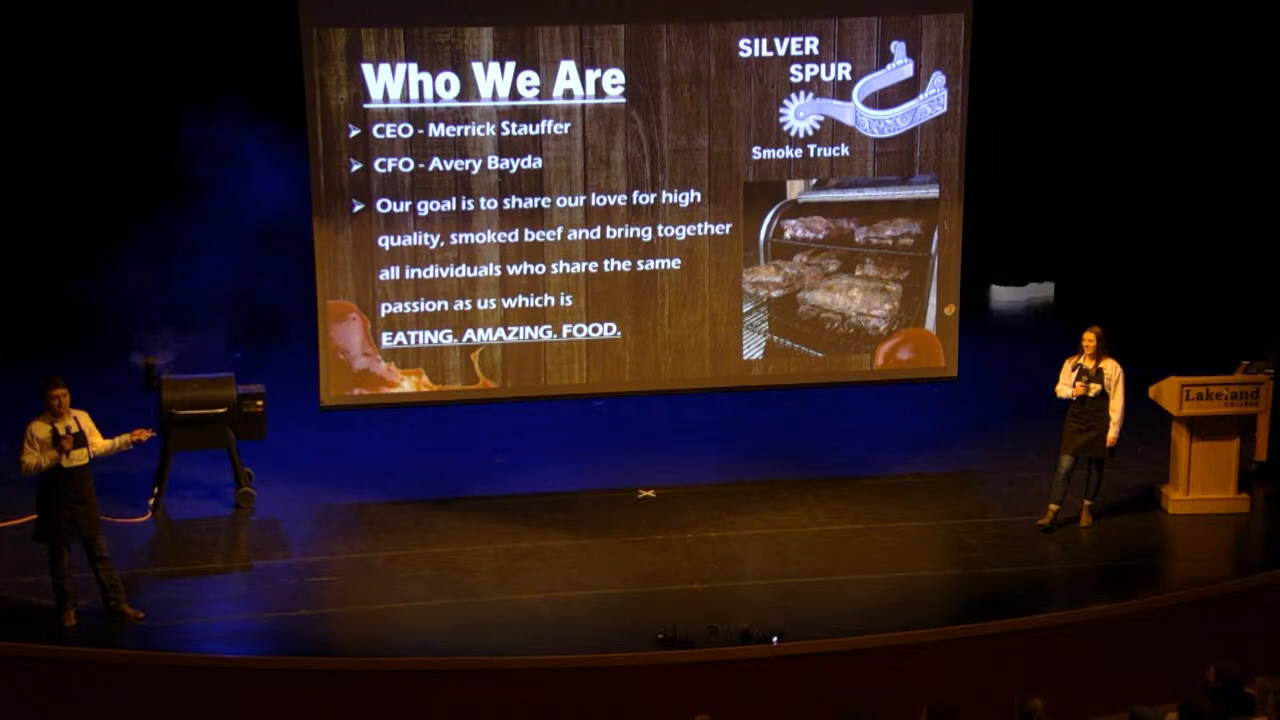 Who We Are
CEO - Merrick Stauffer
CFO - Avery Bayda
Our goal is to share our love for high
quality, smoked beef and bring together
all individuals who share the same
passion as us which is
EATING. AMAZING. FOOD.
SILVER
SPUR
Smoke Truck
Lakeland
COLLEGE